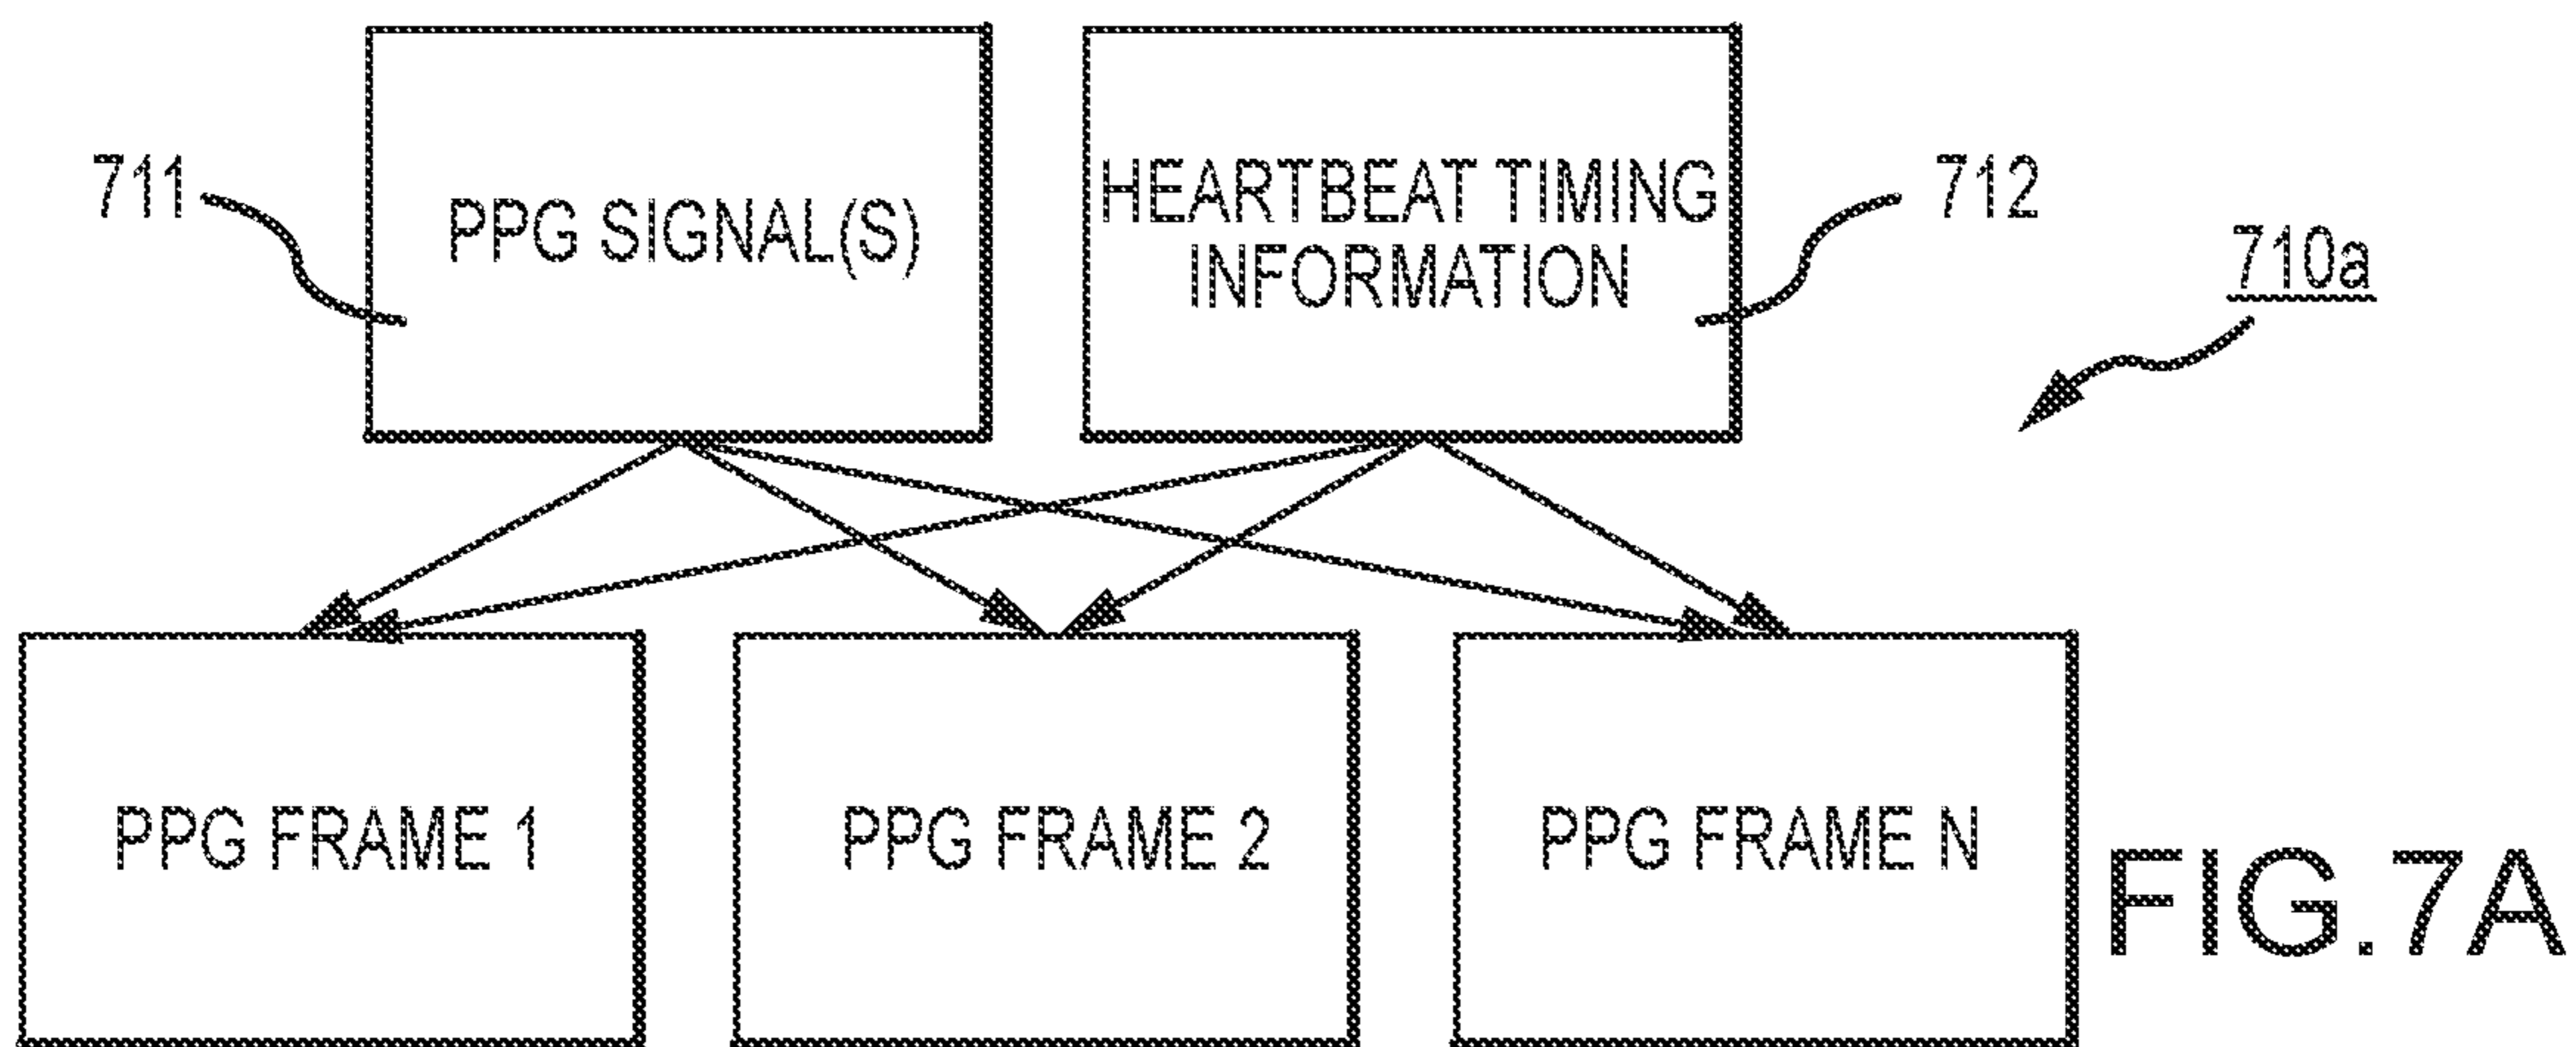 711
PPG SIGNAL(S)
HEARTBEAT TIMING
INFORMATION
712
710a
PPG FRAME 1
PPG FRAME 2
PPG FRAME N
FIG.7A